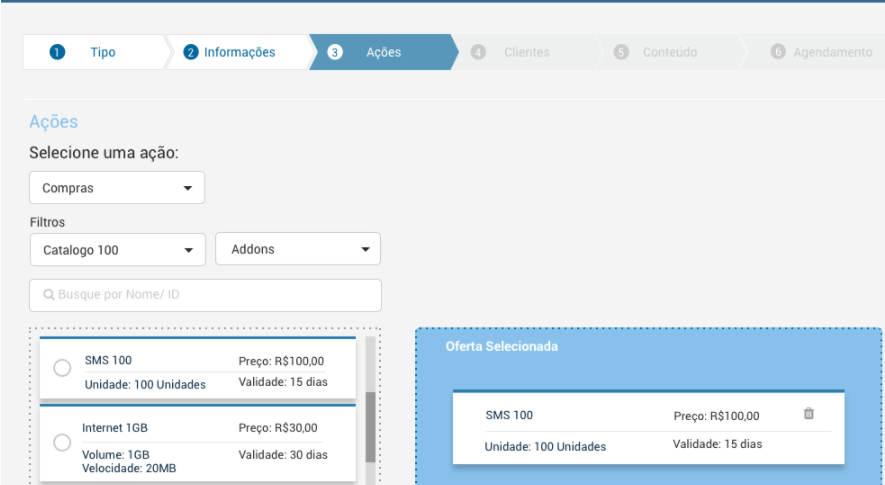 1 Tipo 2 Informações 3 Ações 4 Clientes 5 Conteúdo 6 Agendamento
Ações
Selecione uma ação:
Compras
Filtros
Catalogo 100 Addons
Busque por Nome/ ID
SMS 100 Preço: R$100,00
Unidade: 100 Unidades Validade: 15 dias
Internet 1GB Preço: R$30,00
Volume: 1GB Validade: 30 dias
Velocidade: 20MB
Oferta Selecionada
SMS 100 Preço: R$100,00
Unidade: 100 Unidades Validade: 15 dias